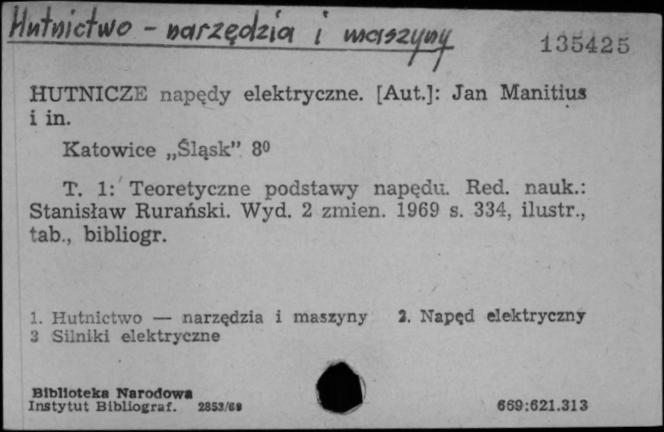 Hutnictwo - narzędzia i maszyny
135425
HUTNICZE napędy elektryczne. [Aut.]: Jan Manitius
i in.
Katowice „Śląsk” 8⁰
T. 1: Teoretyczne podstawy napędu. Red. nauk.:
Stanisław Rurański. Wyd. 2 zmien. 1969 s. 334, ilustr.,
tab., bibliogr.
1. Hutnictwo — narzędzia i maszyny 2. Napęd elektryczny
3 Silniki elektryczne
Biblioteka Narodowa
Instytut Bibliograf. 2853/69
669:621.313